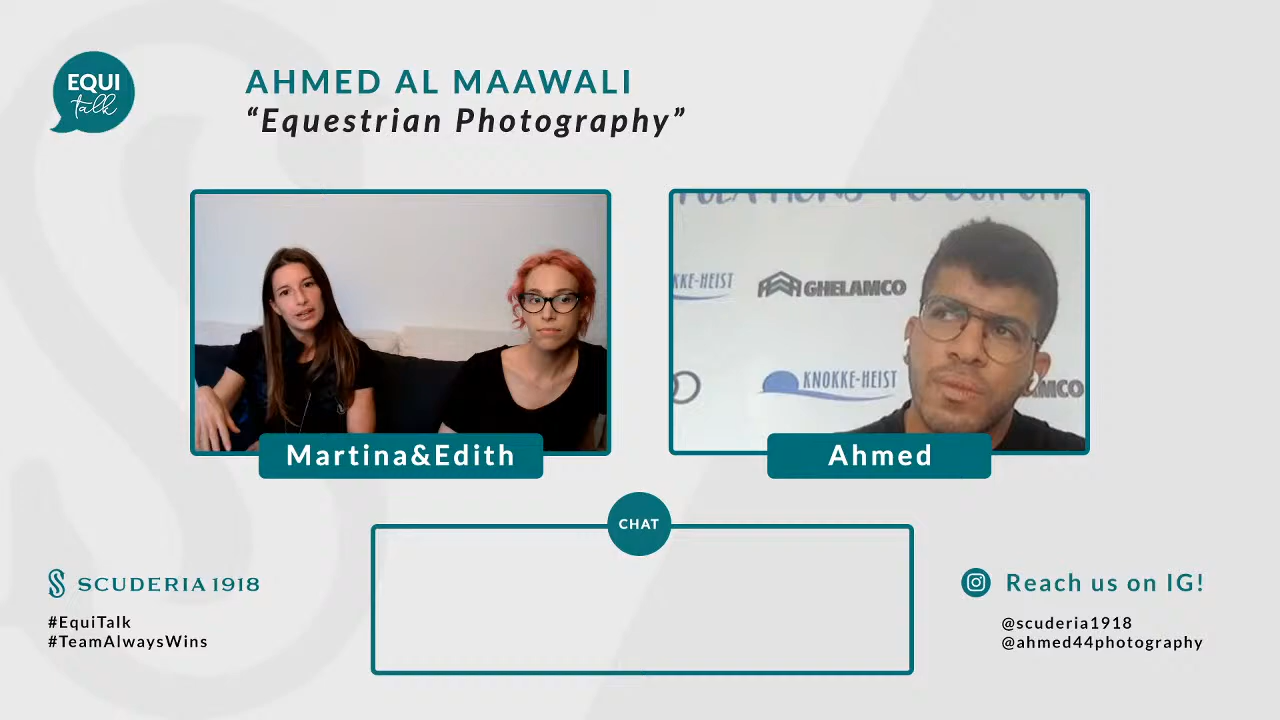 EQUI
talk
AHMED AL MAAWALI
“Equestrian Photography”
KKE-HEIST
GHELAMCO
KNOKKE-HEIST
AMCO
Martina&Edith
Ahmed
CHAT
SCUDERIA 1918
#EquiTalk
#TeamAlwaysWins
Reach us on IG!
@scuderia1918
@ahmed44photography